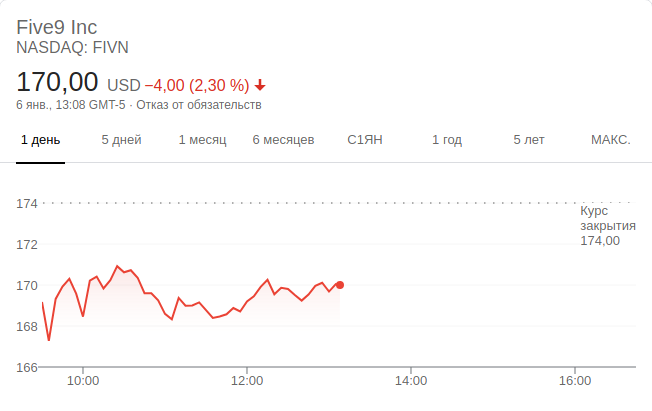 Five9 Inc
NASDAQ: FIVN
170,00 USD −4,00 (2,30 %)
6 янв., 13:08 GMT-5 · Отказ от обязательств
1 день 5 дней 1 месяц 6 месяцев С1ЯН 1 год 5 лет МАКС.
174
Курс
закрытия
174,00
172
170
168
166
10:00 12:00 14:00 16:00